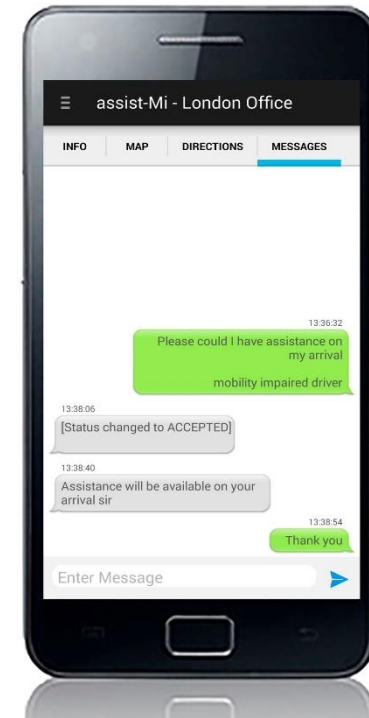 assist-Mi - London Office
INFO MAP DIRECTIONS MESSAGES
13:36:32
Please could I have assistance on
my arrival
mobility impaired driver
13:38:06
[Status changed to ACCEPTED]
13:38:40
Assistance will be available on your
arrival sir
13:38:54
Thank you
Enter Message